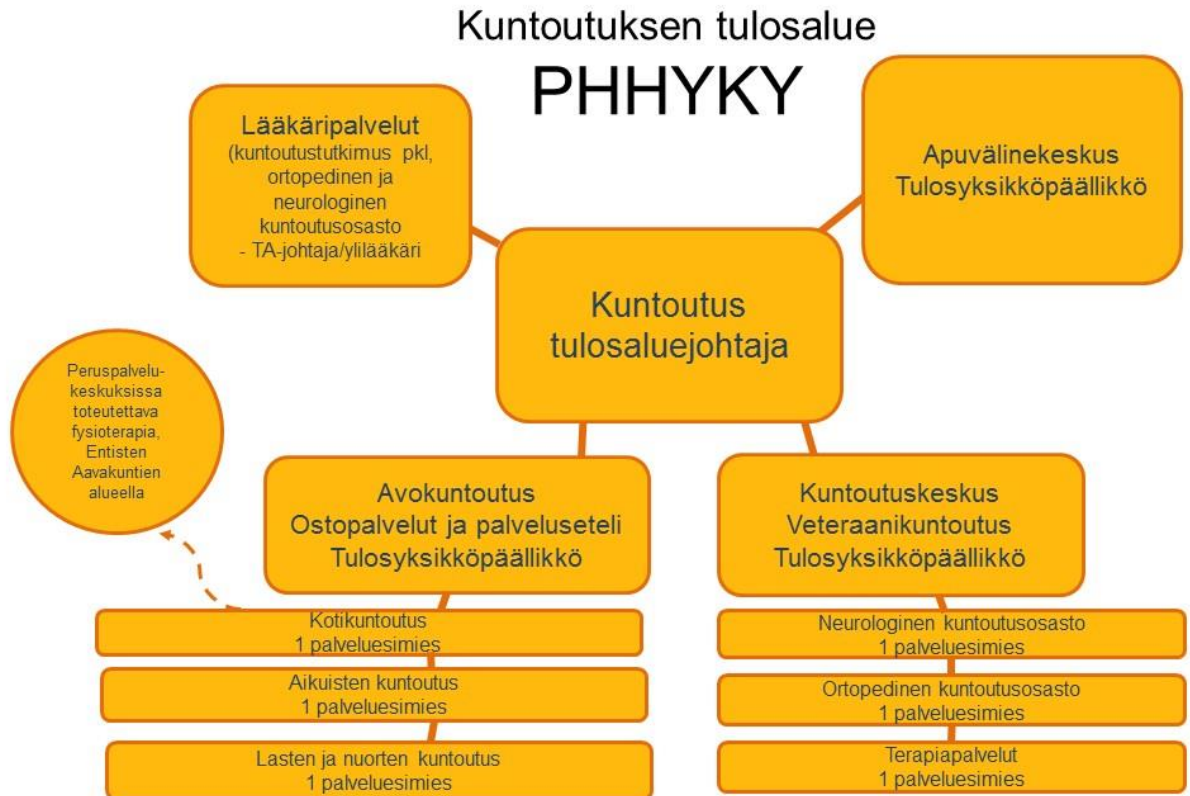 Kuntoutuksen tulosalue
PHHYKY
Lääkäripalvelut
(kuntoutustutkimus pkl,
ortopedinen ja
neurologinen
kuntoutusosasto
- TA-johtaja/ylilääkäri
Apuvälinekeskus
Tulosyksikköpäällikkö
Kuntoutus
tulosaluejohtaja
Peruspalvelu-
keskuksissa
toteutettava
fysioterapia,
Entisten
Aavakuntien
alueella
Avokuntoutus
Ostopalvelut ja palveluseteli
Tulosyksikköpäällikkö
Kuntoutuskeskus
Veteraanikuntoutus
Tulosyksikköpäällikkö
Kotikuntoutus
1 palveluesimies
Aikuisten kuntoutus
1 palveluesimies
Lasten ja nuorten kuntoutus
1 palveluesimies
Neurologinen kuntoutusosasto
1 palveluesimies
Ortopedinen kuntoutusosasto
1 palveluesimies
Terapiapalvelut
1 palveluesimies